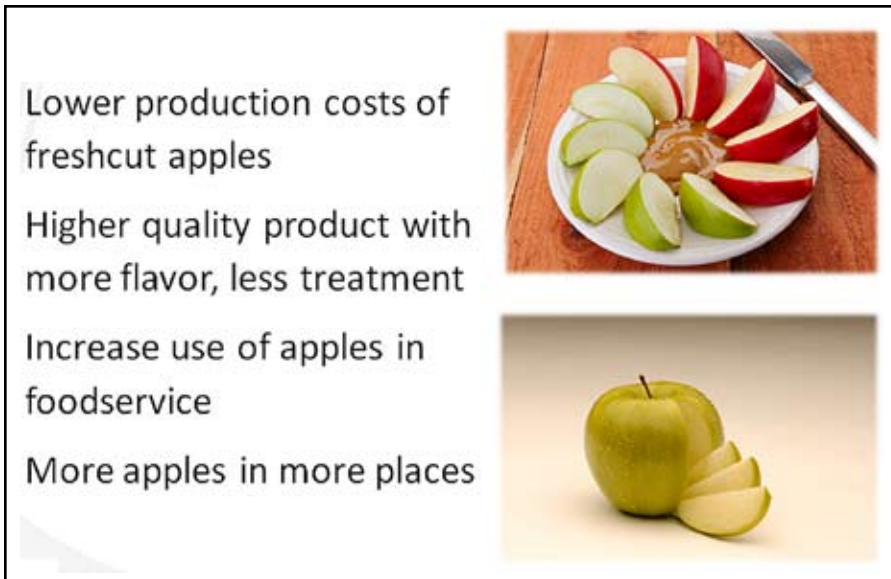 Lower production costs of
freshcut apples
Higher quality product with
more flavor, less treatment
Increase use of apples in
foodservice
More apples in more places